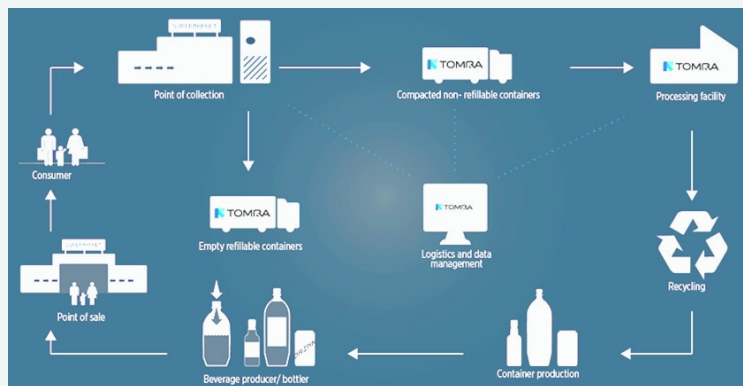 SUPERMARKET
Point of collection
TOMRA
Compacted non- refillable containers
TOMRA
Processing facility
Consumer
TOMRA
Empty refillable containers
TOMRA
Logistics and data
management
Recycling
SUPERMARKET
Point of sale
DRINK
Beverage producer/ bottler
Container production